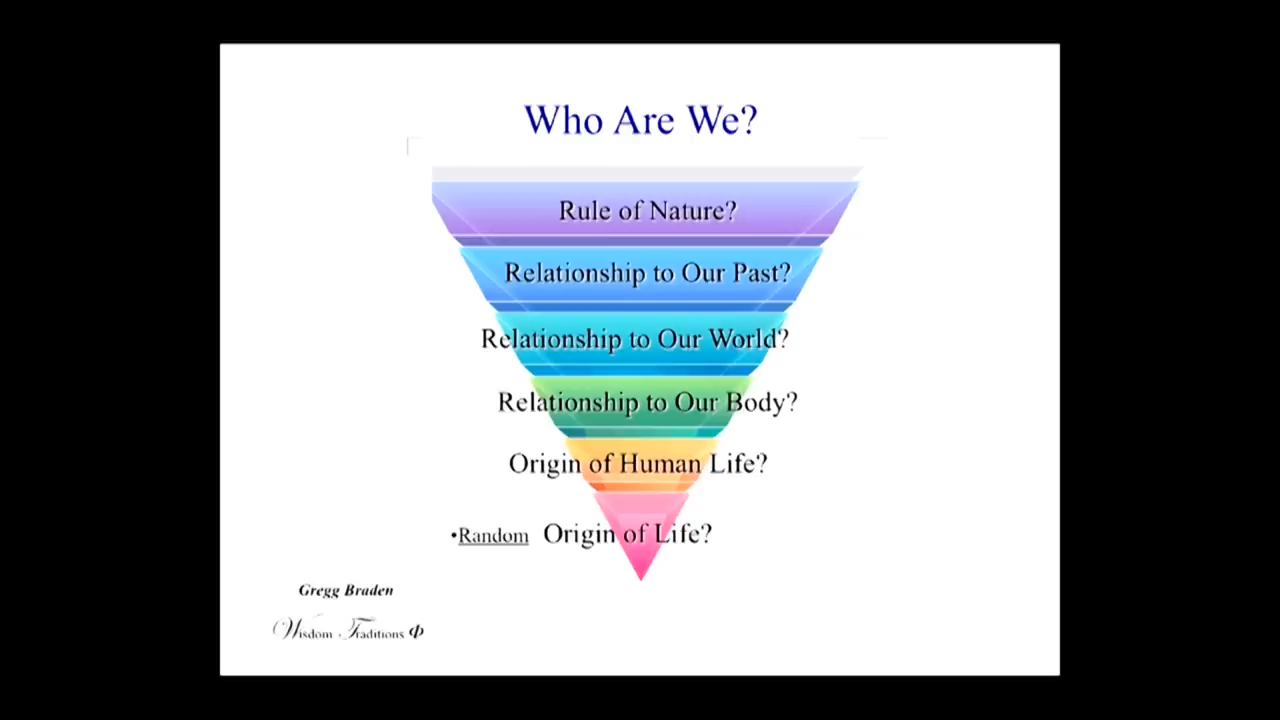 Who Are We?
Rule of Nature?
Relationship to Our Past?
Relationship to Our World?
Relationship to Our Body?
Origin of Human Life?
•Random Origin of Life?
Gregg Braden
Wisdom Traditions Φ